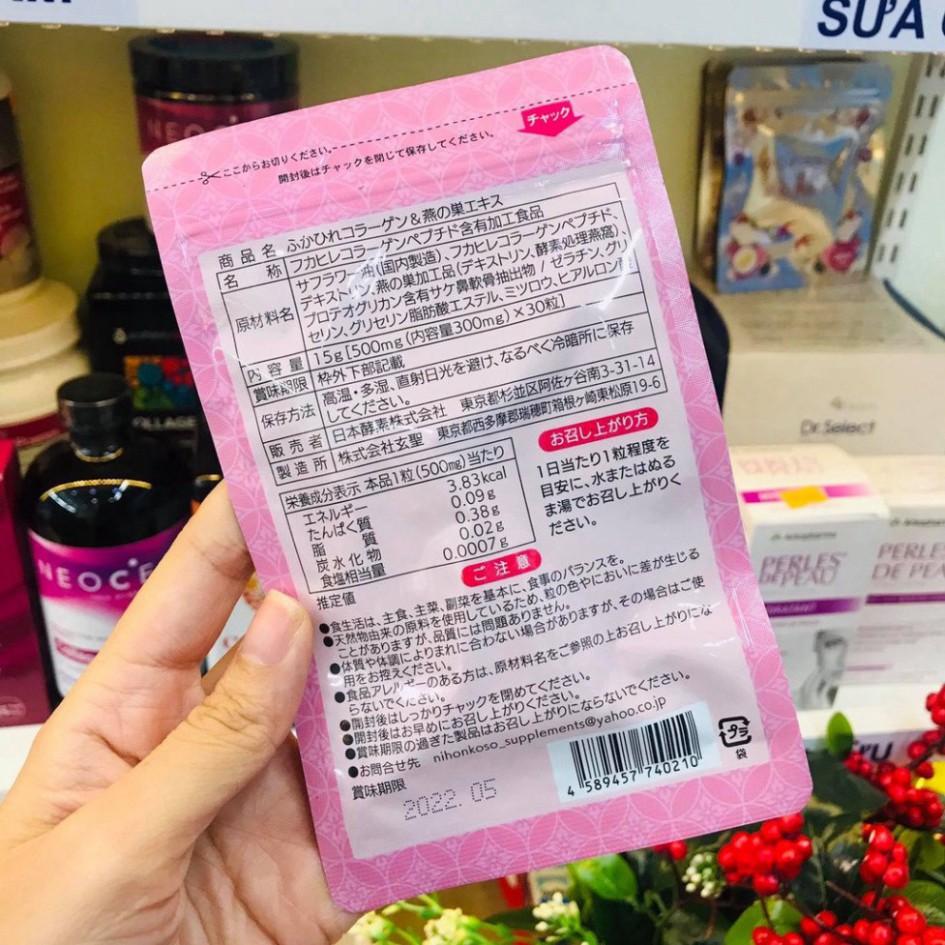 SỮA
NEOCE
チャック
ここからお切りください。
開封後はチャックを閉じて保存してください。
商品名 ふかひれコラーゲン&燕の巣エキス
名称 フカヒレコラーゲンペプチド含有加工食品
原材料名 サフラワー油(国内製造)、フカヒレコラーゲンペプチド、
デキストリン、燕の巣加工品(デキストリン、酵素処理燕窩)、
プロテオグリカン含有サケ鼻軟骨抽出物/ゼラチン、グリ
セリン、グリセリン脂肪酸エステル、ミツロウ、ヒアルロン酸
内容量 15g[500mg(内容量300mg)×30粒]
賞味期限 枠外下部記載
保存方法 高温・多湿、直射日光を避け、なるべく冷暗所に保存
してください。
販売者 日本酵素株式会社 東京都杉並区阿佐ヶ谷南3-31-14
製造所 株式会社玄聖 東京都西多摩郡瑞穂町箱根ヶ崎東松原19-6
栄養成分表示 本品1粒(500mg)当たり
エネルギー 3.83kcal
たんぱく質 0.09g
脂質 0.38g
炭水化物 0.02g
食塩相当量 0.0007g
推定値
お召し上がり方
1日当たり1粒程度を
目安に、水またはぬる
ま湯でお召し上がりく
ださい。
ご注意
●食生活は、主食、主菜、副菜を基本に、食事のバランスを。
●天然物由来の原料を使用しているため、粒の色やにおいに差が生じる
ことがありますが、品質には問題ありません。
●体質や体調によりまれに合わない場合がありますが、その場合はご使
用をお控えください。
●食品アレルギーのある方は、原材料名をご参照の上お召し上がりにな
らないでください。
●開封後はしっかりチャックを閉めてください。
●開封後はお早めにお召し上がりください。
●賞味期限の過ぎた製品はお召し上がりにならないでください。
●お問合せ先 nihonkoso_supplements@yahoo.co.jp
賞味期限
2022. 05
4 589457 740210
プラ
袋
NEOCE
Dr.Select
PERLES
DE PEAU
PERLES
DE PEA